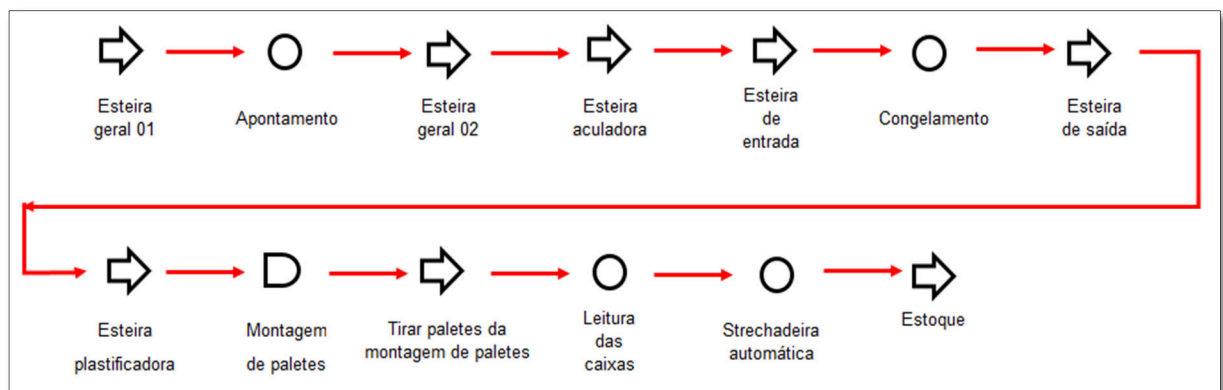 Esteira
geral 01
Apontamento
Esteira
geral 02
Esteira
aculadora
Esteira
de
entrada
Congelamento
Esteira
de saída
Esteira
plastificadora
Montagem
de paletes
Tirar paletes da
montagem de paletes
Leitura
das
caixas
Strechadeira
automática
Estoque